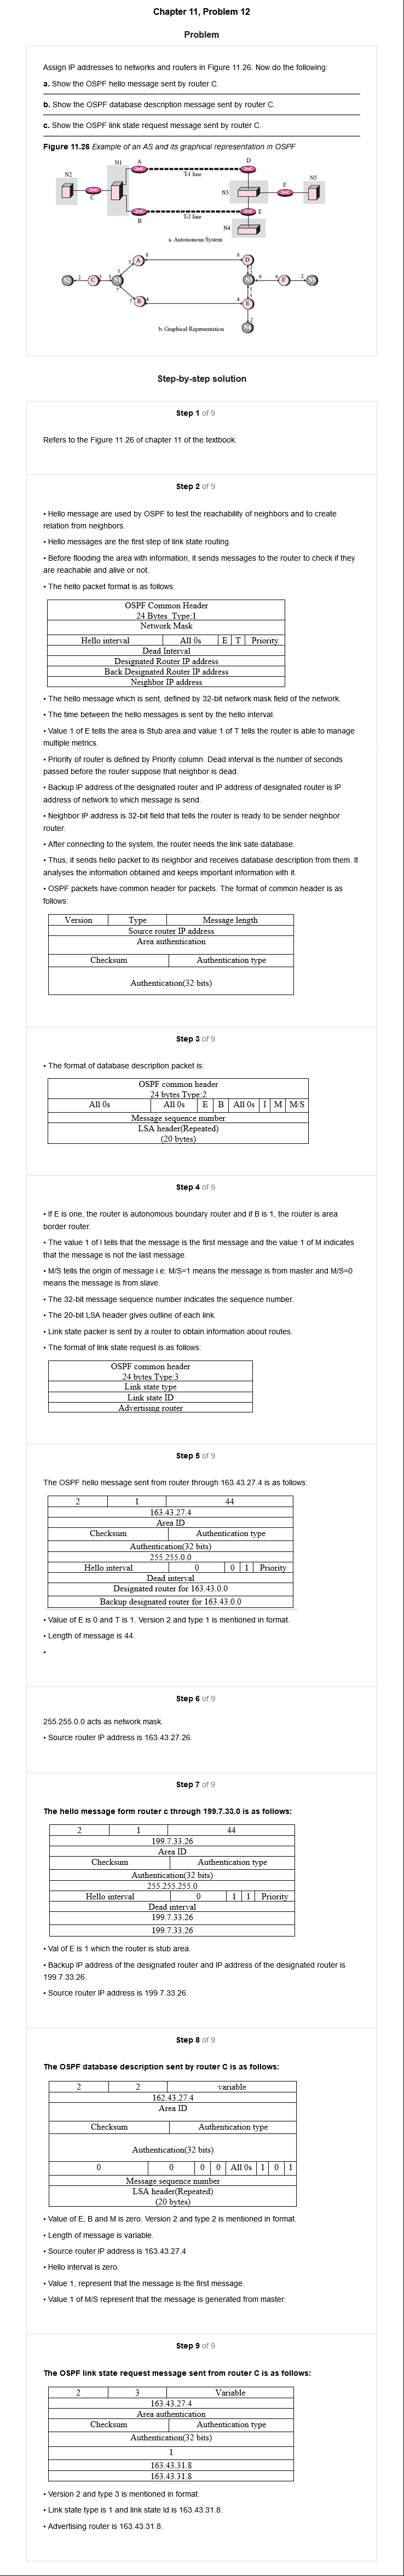 Chapter 11, Problem 12
Problem
Assign IP addresses to networks and routers in Figure 11.26. Now do the following:
a. Show the OSPF hello message sent by router C.
b. Show the OSPF database description message sent by router C.
c. Show the OSPF link state request message sent by router C.
Figure 11.26 Example of an AS and its graphical representation in OSPF
N1 A D
T-1 line
N2 N5
C N3 F
B T-3 line E
N4
a. Autonomous System
A 8 8 D
5 5
N2 2 C 3 3 N1 N3 9 9 F 2 N5
7 7 B 4 4 E
2
N4
b. Graphical Representation
Step-by-step solution
Step 1 of 9
Refers to the Figure 11.26 of chapter 11 of the textbook.
Step 2 of 9
• Hello message are used by OSPF to test the reachability of neighbors and to create
relation from neighbors.
• Hello messages are the first step of link state routing.
• Before flooding the area with information, it sends messages to the router to check if they
are reachable and alive or not.
• The hello packet format is as follows:
OSPF Common Header
24 Bytes Type:1
Network Mask
Hello interval All 0s E T Priority
Dead Interval
Designated Router IP address
Back Designated Router IP address
Neighbor IP address
• The hello message which is sent, defined by 32-bit network mask field of the network.
• The time between the hello messages is sent by the hello interval.
• Value 1 of E tells the area is Stub area and value 1 of T tells the router is able to manage
multiple metrics.
• Priority of router is defined by Priority column. Dead interval is the number of seconds
passed before the router suppose that neighbor is dead.
• Backup IP address of the designated router and IP address of designated router is IP
address of network to which message is send.
• Neighbor IP address is 32-bit field that tells the router is ready to be sender neighbor
router.
• After connecting to the system, the router needs the link sate database.
• Thus, it sends hello packet to its neighbor and receives database description from them. It
analyses the information obtained and keeps important information with it.
• OSPF packets have common header for packets. The format of common header is as
follows:
Version Type Message length
Source router IP address
Area authentication
Checksum Authentication type
Authentication(32 bits)
Step 3 of 9
• The format of database description packet is:
OSPF common header
24 bytes Type:2
All 0s All 0s E B All 0s I M M/S
Message sequence number
LSA header(Repeated)
(20 bytes)
Step 4 of 9
• If E is one, the router is autonomous boundary router and if B is 1, the router is area
border router.
• The value 1 of I tells that the message is the first message and the value 1 of M indicates
that the message is not the last message.
• M/S tells the origin of message i.e. M/S=1 means the message is from master and M/S=0
means the message is from slave.
• The 32-bit message sequence number indicates the sequence number.
• The 20-bit LSA header gives outline of each link.
• Link state packer is sent by a router to obtain information about routes.
• The format of link state request is as follows:
OSPF common header
24 bytes Type:3
Link state type
Link state ID
Advertising router
Step 5 of 9
The OSPF hello message sent from router through 163.43.27.4 is as follows:
2 1 44
163.43.27.4
Area ID
Checksum Authentication type
Authentication(32 bits)
255.255.0.0
Hello interval 0 0 1 Priority
Dead interval
Designated router for 163.43.0.0
Backup designated router for 163.43.0.0
• Value of E is 0 and T is 1. Version 2 and type 1 is mentioned in format.
• Length of message is 44.
•
Step 6 of 9
255.255.0.0 acts as network mask.
• Source router IP address is 163.43.27.26.
Step 7 of 9
The hello message form router c through 199.7.33.0 is as follows:
2 1 44
199.7.33.26
Area ID
Checksum Authentication type
Authentication(32 bits)
255.255.255.0
Hello interval 0 1 1 Priority
Dead interval
199.7.33.26
199.7.33.26
• Val of E is 1 which the router is stub area.
• Backup IP address of the designated router and IP address of the designated router is
199.7.33.26.
• Source router IP address is 199.7.33.26.
Step 8 of 9
The OSPF database description sent by router C is as follows:
2 2 variable
162.43.27.4
Area ID
Checksum Authentication type
Authentication(32 bits)
0 0 0 0 All 0s 1 0 1
Message sequence number
LSA header(Repeated)
(20 bytes)
• Value of E, B and M is zero. Version 2 and type 2 is mentioned in format.
• Length of message is variable.
• Source router IP address is 163.43.27.4
• Hello interval is zero.
• Value 1, represent that the message is the first message.
• Value 1 of M/S represent that the message is generated from master.
Step 9 of 9
The OSPF link state request message sent from router C is as follows:
2 3 Variable
163.43.27.4
Area authentication
Checksum Authentication type
Authentication(32 bits)
1
163.43.31.8
163.43.31.8
• Version 2 and type 3 is mentioned in format.
• Link state type is 1 and link state Id is 163.43.31.8.
• Advertising router is 163.43.31.8.